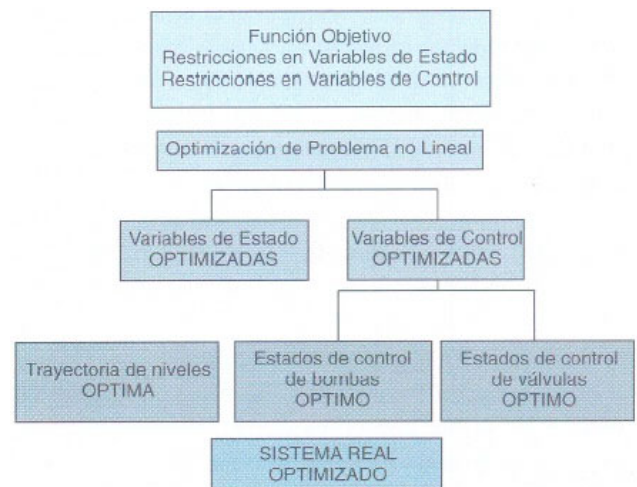 Función Objetivo
Restricciones en Variables de Estado
Restricciones en Variables de Control
Optimización de Problema no Lineal
Variables de Estado
OPTIMIZADAS
Variables de Control
OPTIMIZADAS
Trayectoria de niveles
OPTIMA
Estados de control
de bombas
OPTIMO
Estados de control
de válvulas
OPTIMO
SISTEMA REAL
OPTIMIZADO